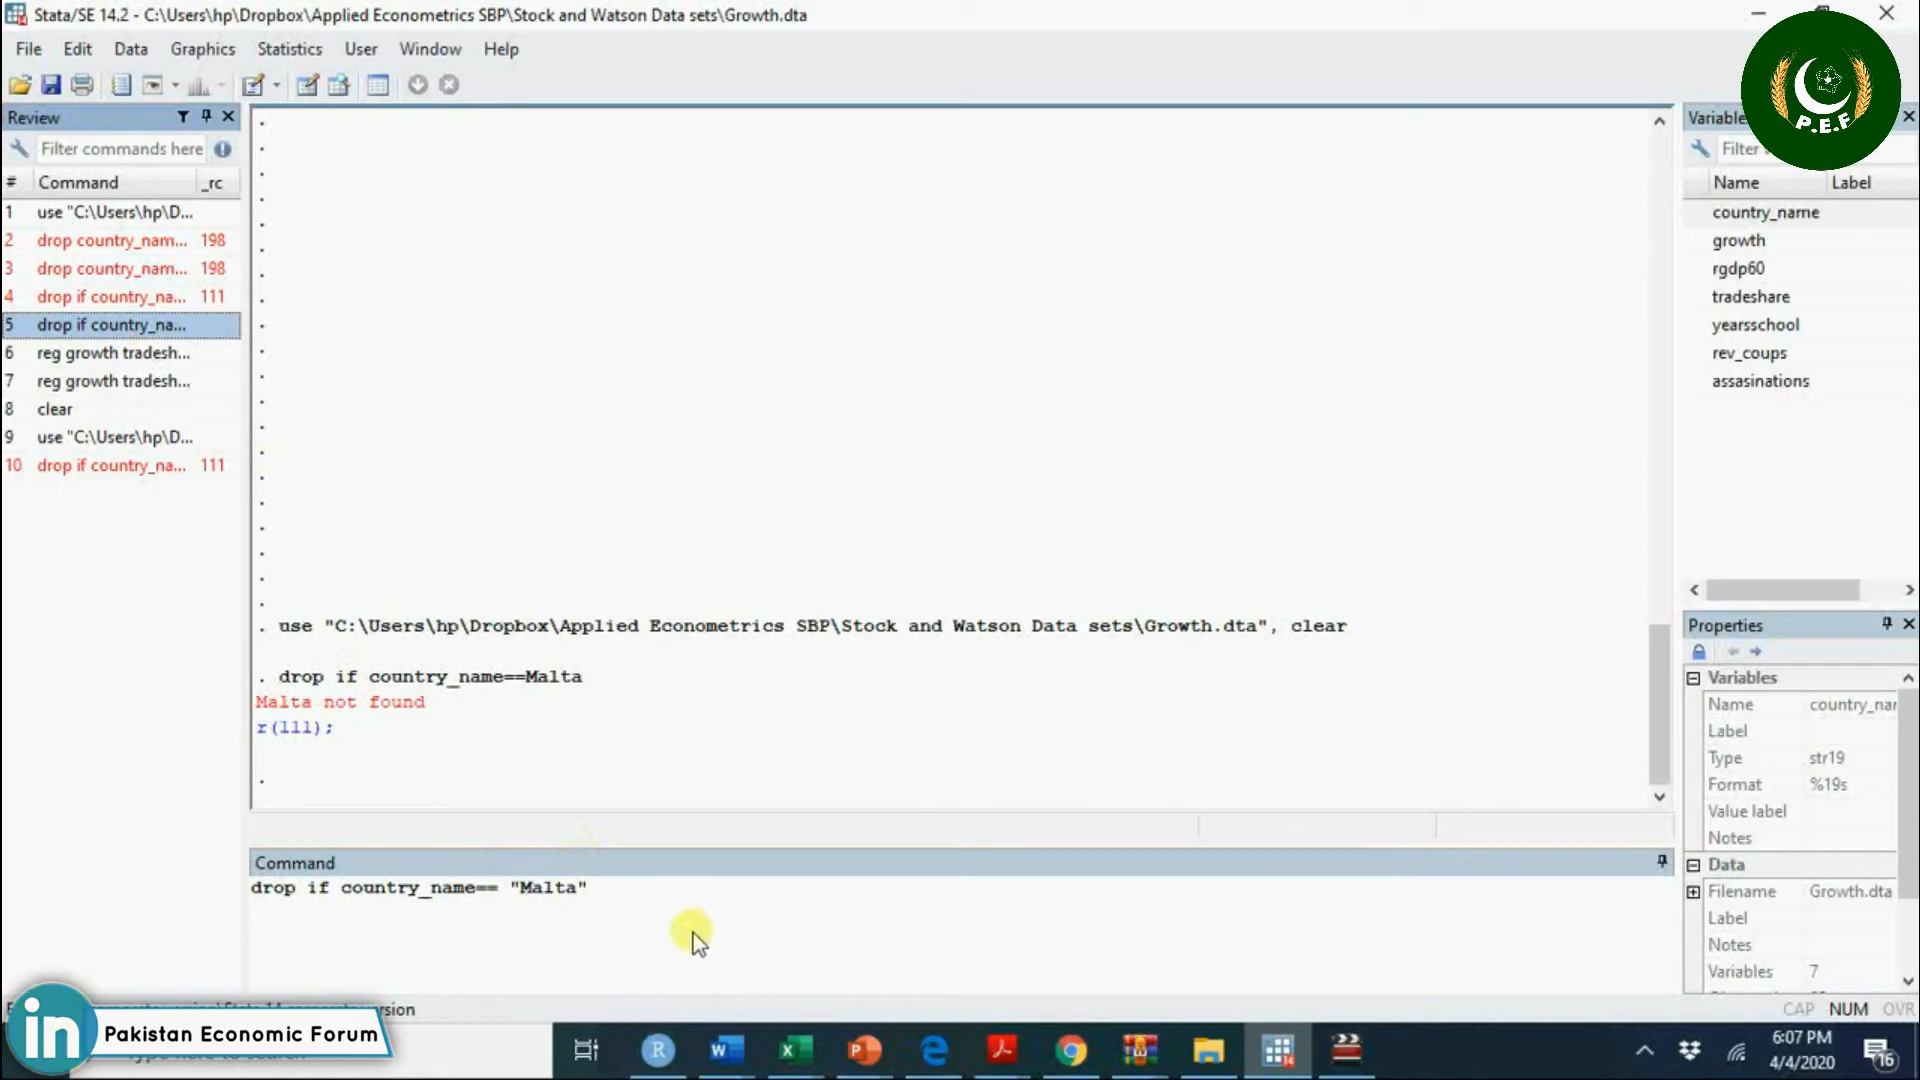 Stata/SE 14.2 - C:\Users\hp\Dropbox\Applied Econometrics SBP\Stock and Watson Data sets\Growth.dta
File Edit Data Graphics Statistics User Window Help
P.E.F
Review
Filter commands here
# Command _rc
1 use "C:\Users\hp\D...
2 drop country_nam... 198
3 drop country_nam... 198
4 drop if country_na... 111
5 drop if country_na...
6 reg growth tradesh...
7 reg growth tradesh...
8 clear
9 use "C:\Users\hp\D...
10 drop if country_na... 111
. use "C:\Users\hp\Dropbox\Applied Econometrics SBP\Stock and Watson Data sets\Growth.dta", clear
. drop if country_name==Malta
Malta not found
r(111);
.
Command
drop if country_name== "Malta"
Variable
Filter
Name Label
country_name
growth
rgdp60
tradeshare
yearsschool
rev_coups
assasinations
Properties
Variables
Name country_nar
Label
Type str19
Format %19s
Value label
Notes
Data
Filename Growth.dta
Label
Notes
Variables 7
CAP NUM OVR
in Pakistan Economic Forum
6:07 PM
4/4/2020
16